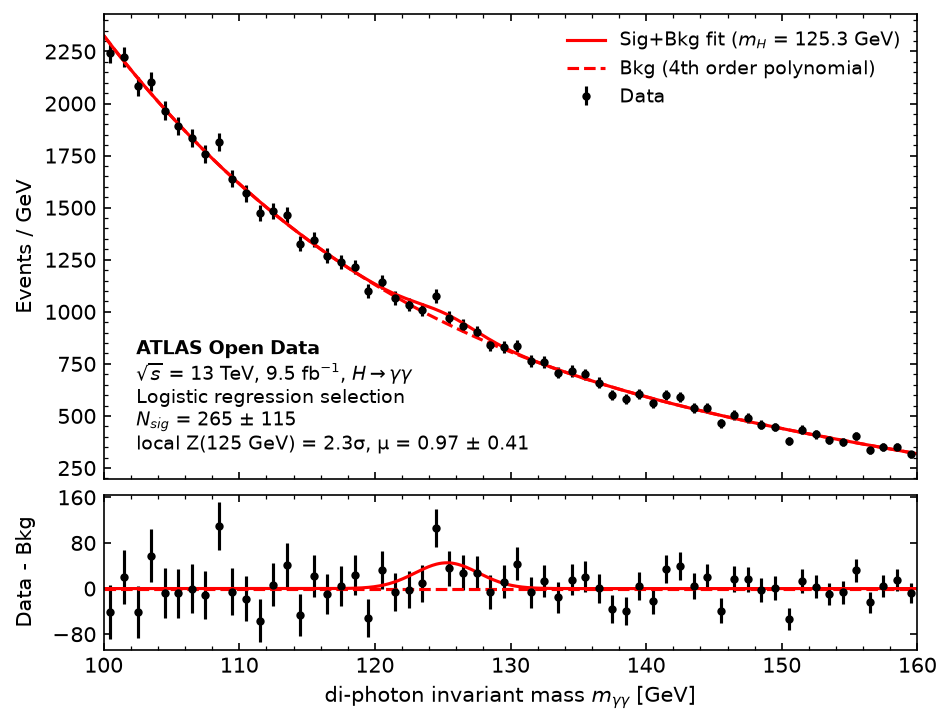 Sig+Bkg fit (m_H = 125.3 GeV)
Bkg (4th order polynomial)
Data
Events / GeV
2250
2000
1750
1500
1250
1000
750
500
250
ATLAS Open Data
√s = 13 TeV, 9.5 fb⁻¹, H→γγ
Logistic regression selection
N_sig = 265 ± 115
local Z(125 GeV) = 2.3σ, μ = 0.97 ± 0.41
Data - Bkg
160
80
0
−80
100 110 120 130 140 150 160
di-photon invariant mass m_γγ [GeV]